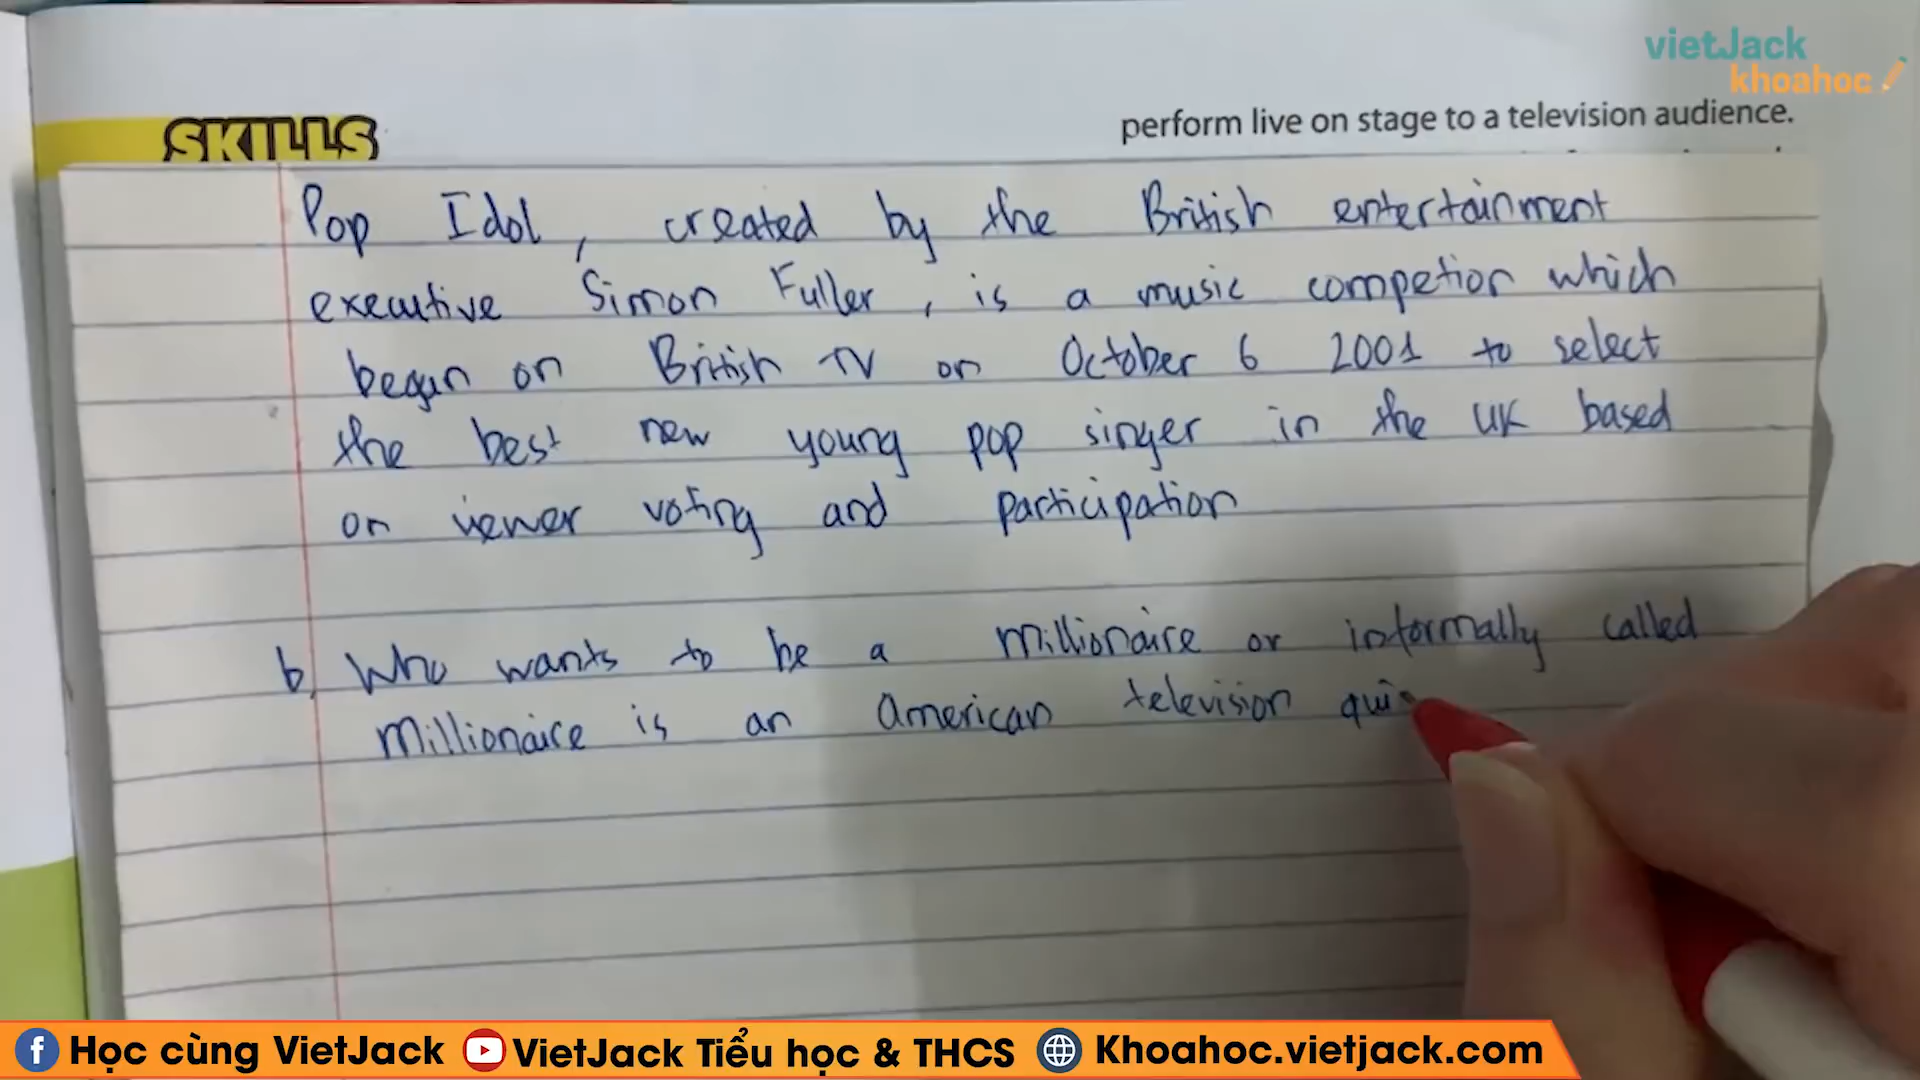 vietJack
khoahoc
SKILLS
perform live on stage to a television audience.
Pop Idol, created by the British entertainment
executive Simon Fuller, is a music competion which
began on British TV on October 6 2001 to select
the best new young pop singer in the UK based
on viewer voting and participation
b, Who wants to be a millionaire or informally called
millionaire is an american television qui
Học cùng VietJack VietJack Tiểu học & THCS Khoahoc.vietjack.com